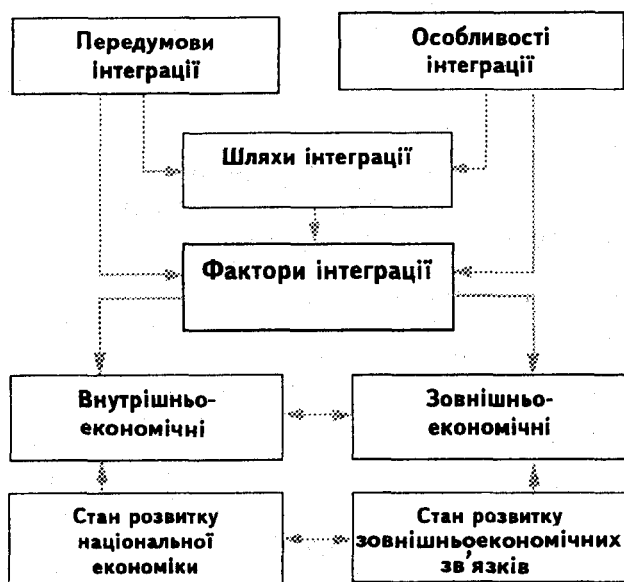 Передумови
інтеграції
Особливості
інтеграції
Шляхи інтеграції
Фактори інтеграції
Внутрішньо-
економічні
Зовнішньо-
економічні
Стан розвитку
національної
економіки
Стан розвитку
зовнішньоекономічних
зв'язків